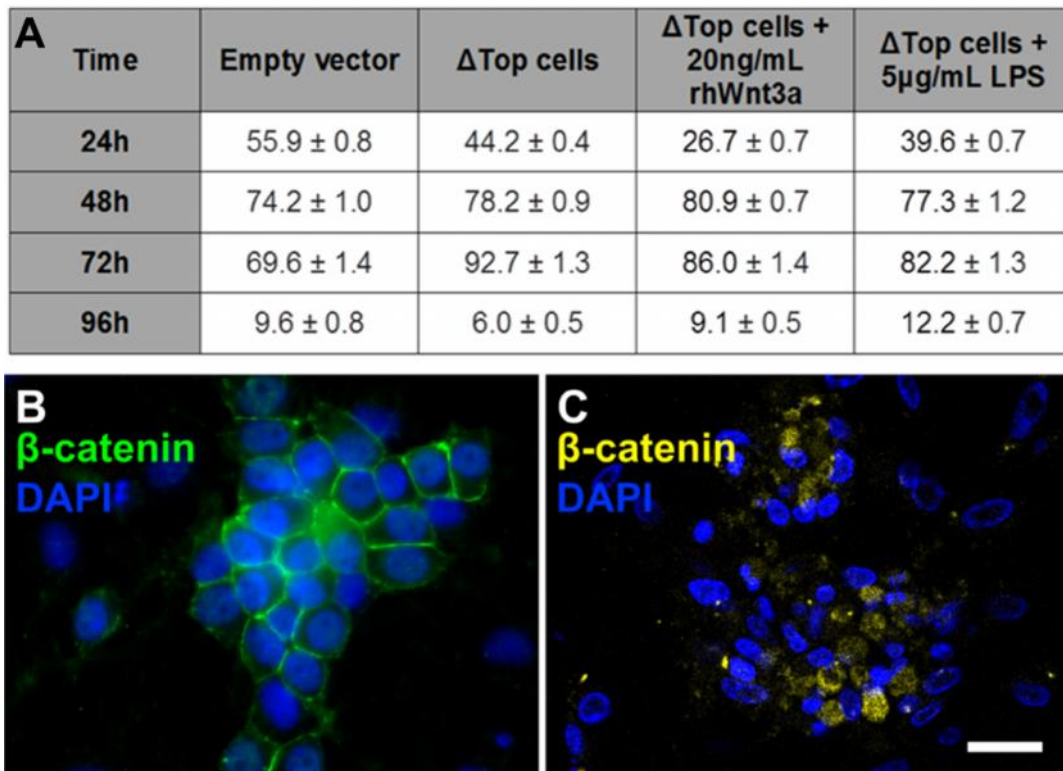 A
Time Empty vector ΔTop cells ΔTop cells + 20ng/mL rhWnt3a ΔTop cells + 5µg/mL LPS
24h 55.9 ± 0.8 44.2 ± 0.4 26.7 ± 0.7 39.6 ± 0.7
48h 74.2 ± 1.0 78.2 ± 0.9 80.9 ± 0.7 77.3 ± 1.2
72h 69.6 ± 1.4 92.7 ± 1.3 86.0 ± 1.4 82.2 ± 1.3
96h 9.6 ± 0.8 6.0 ± 0.5 9.1 ± 0.5 12.2 ± 0.7
B
β-catenin
DAPI
C
β-catenin
DAPI